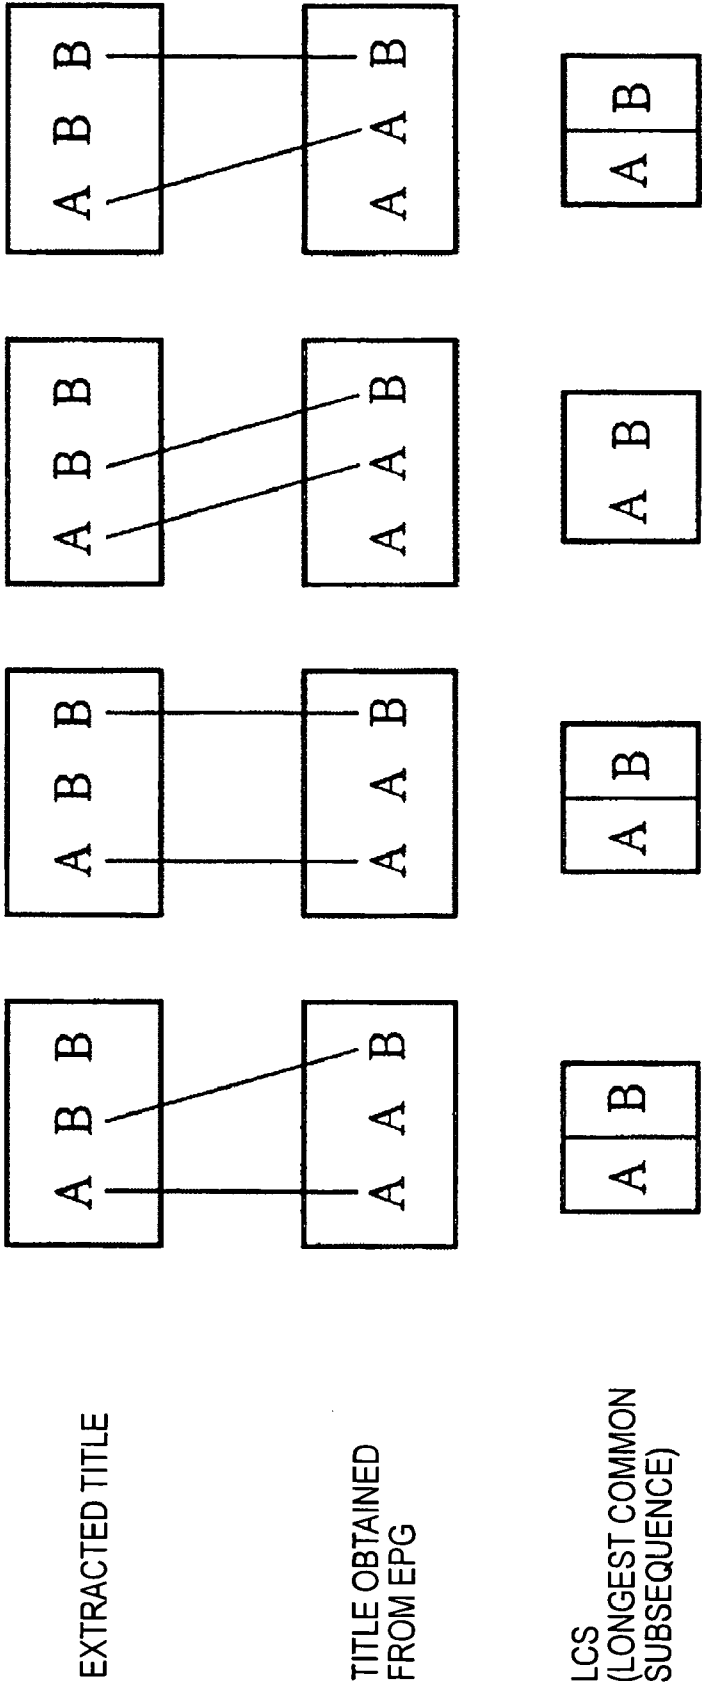 EXTRACTED TITLE
A B B
A B B
A B B
A B B
TITLE OBTAINED
FROM EPG
A A B
A A B
A A B
A A B
LCS
(LONGEST COMMON
SUBSEQUENCE)
A B
A B
A B
A B